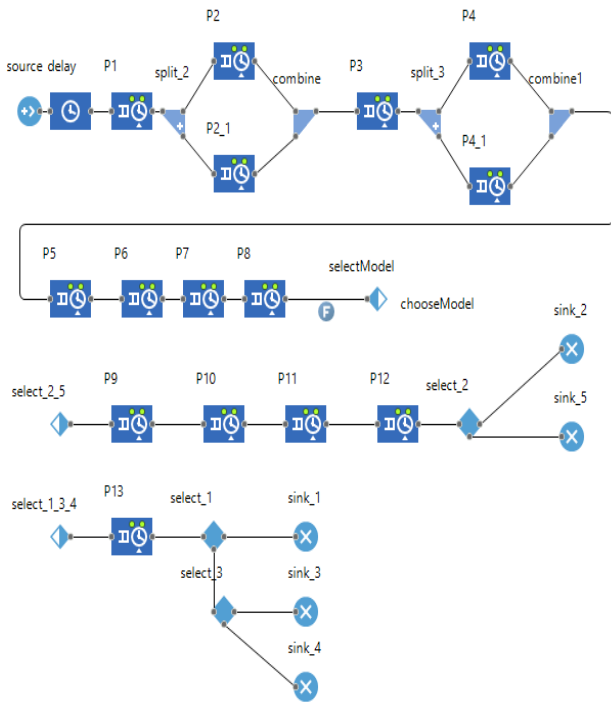 P2
P4
source delay
P1
split_2
combine
P3
split_3
combine1
P2_1
P4_1
P5
P6
P7
P8
selectModel
F
chooseModel
sink_2
select_2_5
P9
P10
P11
P12
select_2
sink_5
select_1_3_4
P13
select_1
sink_1
select_3
sink_3
sink_4